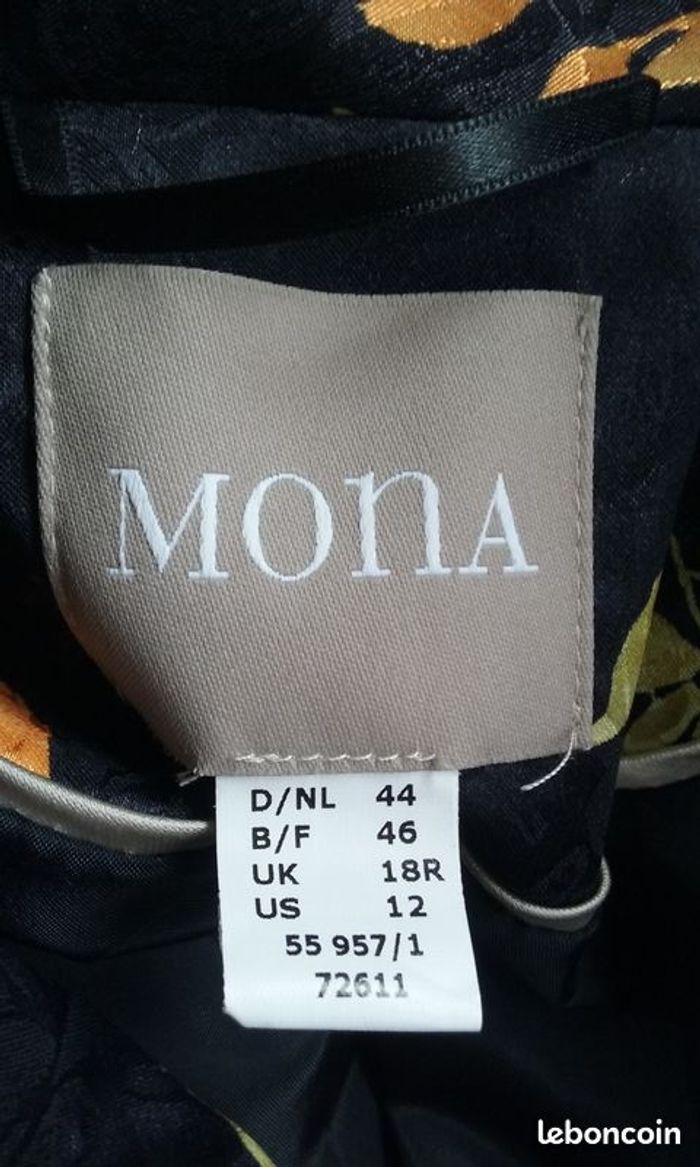 MonA
D/NL 44
B/F 46
UK 18R
US 12
55 957/1
72611
leboncoin